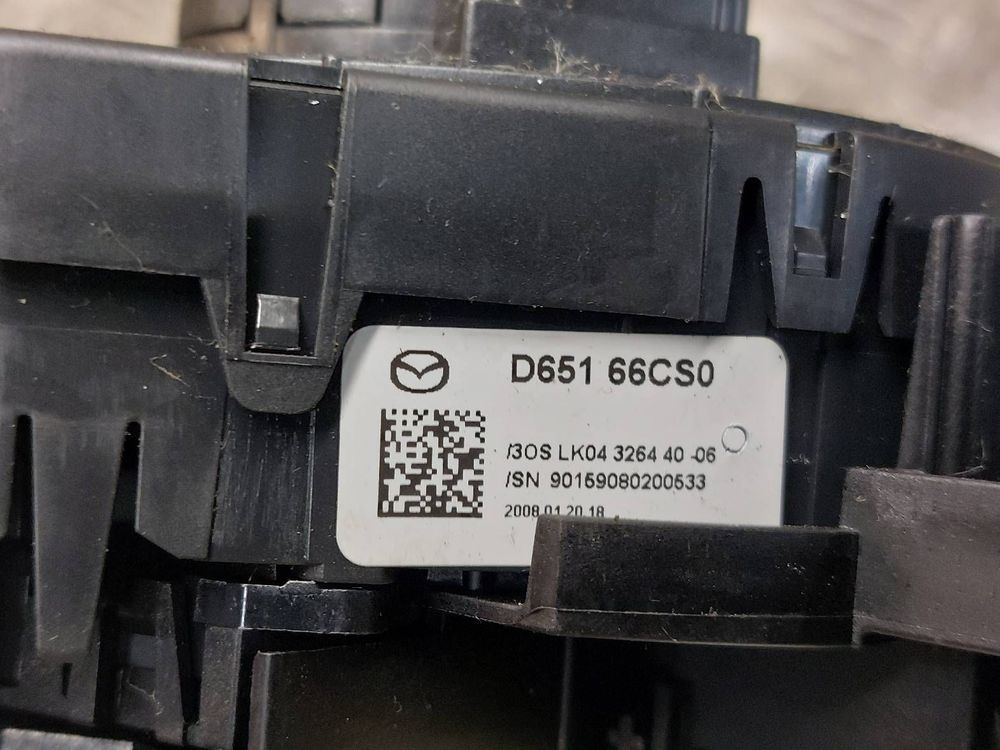 D651 66CS0
/3OS LK04 3264 40 -06
/SN 90159080200533
2008.01.20.18